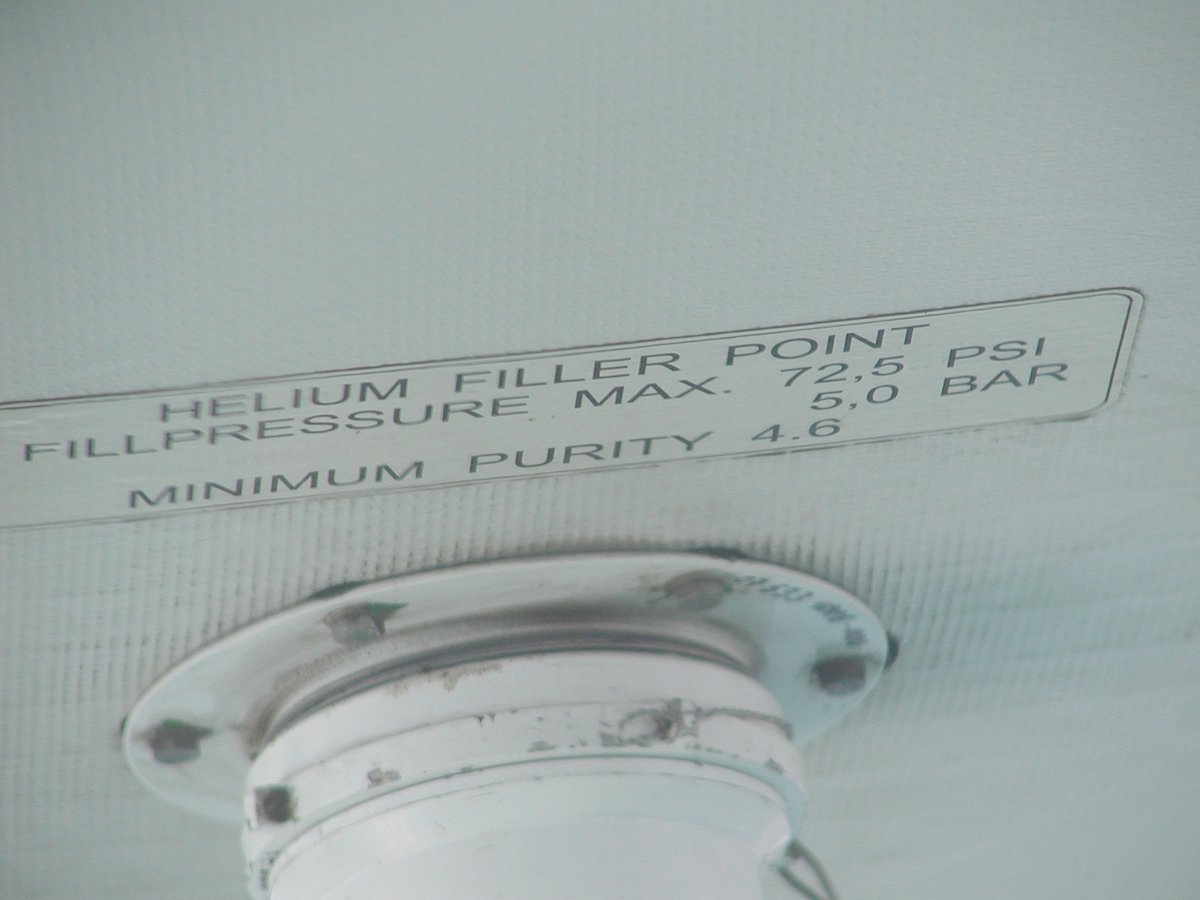 HELIUM FILLER POINT
FILLPRESSURE MAX. 72,5 PSI
5,0 BAR
MINIMUM PURITY 4.6